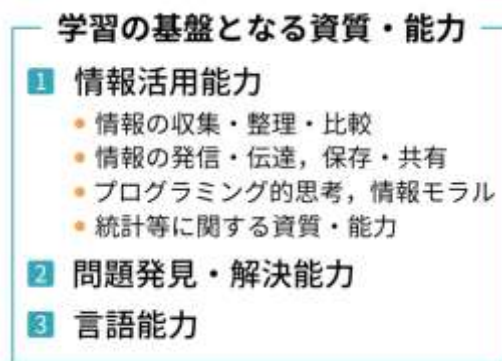 学習の基盤となる資質・能力
1 情報活用能力
• 情報の収集・整理・比較
• 情報の発信・伝達，保存・共有
• プログラミング的思考，情報モラル
• 統計等に関する資質・能力
2 問題発見・解決能力
3 言語能力